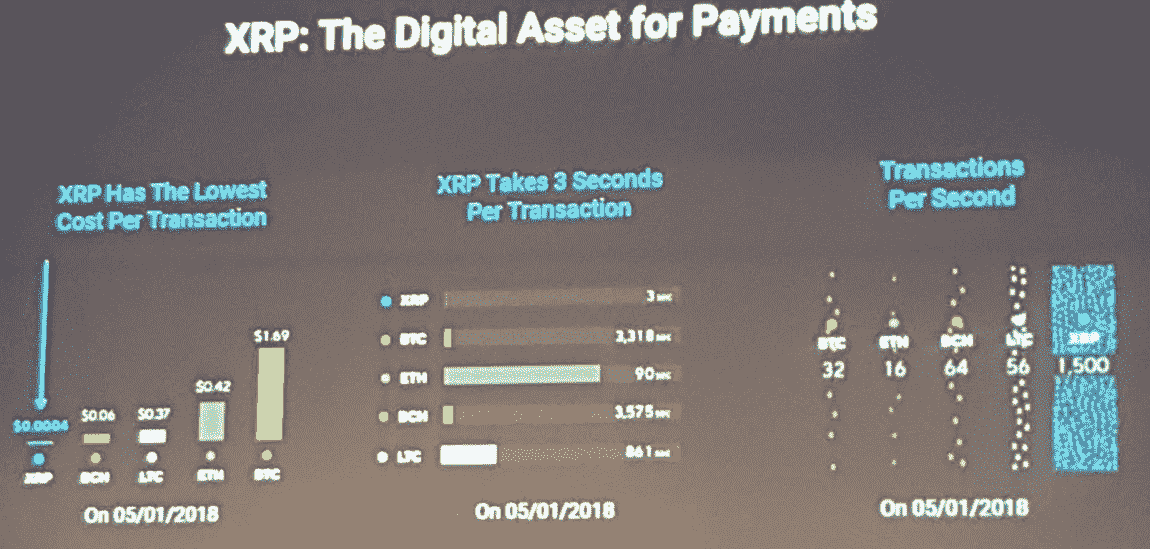 XRP: The Digital Asset for Payments
XRP Has The Lowest
Cost Per Transaction
$0.0004
$0.06
$0.37
$0.42
$1.69
XRP
BCH
LTC
ETH
BTC
On 05/01/2018
XRP Takes 3 Seconds
Per Transaction
XRP 3 sec
BTC 3,318 sec
ETH 90 sec
BCH 3,575 sec
LTC 861 sec
On 05/01/2018
Transactions
Per Second
BTC ETH BCH LTC XRP
32 16 64 56 1,500
On 05/01/2018